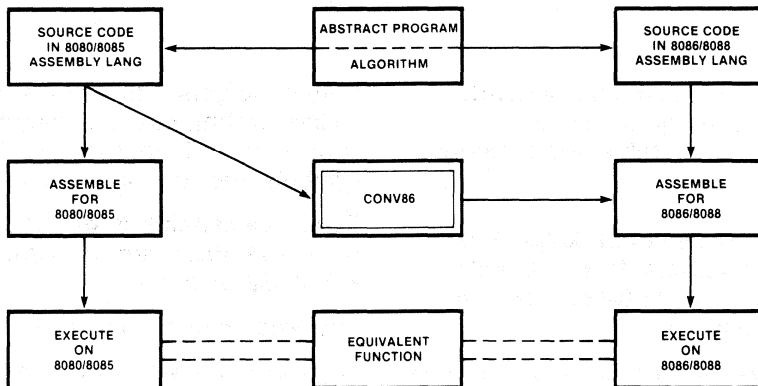 SOURCE CODE
IN 8080/8085
ASSEMBLY LANG
ABSTRACT PROGRAM
ALGORITHM
SOURCE CODE
IN 8086/8088
ASSEMBLY LANG
ASSEMBLE
FOR
8080/8085
CONV86
ASSEMBLE
FOR
8086/8088
EXECUTE
ON
8080/8085
EQUIVALENT
FUNCTION
EXECUTE
ON
8086/8088